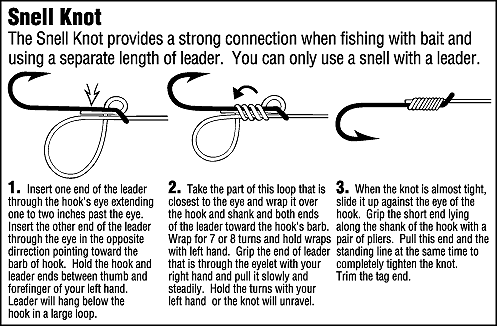 Snell Knot
The Snell Knot provides a strong connection when fishing with bait and
using a separate length of leader. You can only use a snell with a leader.
1. Insert one end of the leader
through the hook's eye extending
one to two inches past the eye.
Insert the other end of the leader
through the eye in the opposite
direction pointing toward the
barb of hook. Hold the hook and
leader ends between thumb and
forefinger of your left hand.
Leader will hang below the
hook in a large loop.
2. Take the part of this loop that is
closest to the eye and wrap it over
the hook and shank and both ends
of the leader toward the hook's barb.
Wrap for 7 or 8 turns and hold wraps
with left hand. Grip the end of leader
that is through the eyelet with your
right hand and pull it slowly and
steadily. Hold the turns with your
left hand or the knot will unravel.
3. When the knot is almost tight,
slide it up against the eye of the
hook. Grip the short end lying
along the shank of the hook with a
pair of pliers. Pull this end and the
standing line at the same time to
completely tighten the knot.
Trim the tag end.